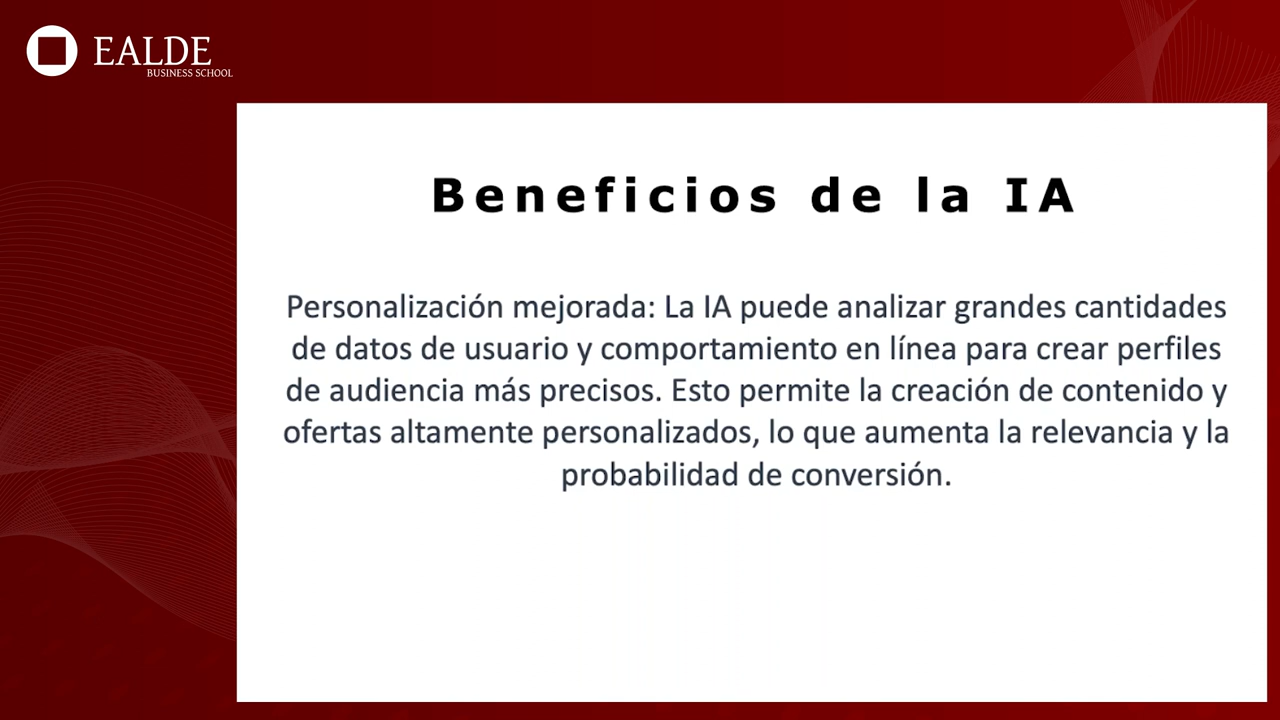 EALDE
BUSINESS SCHOOL
Beneficios de la IA
Personalización mejorada: La IA puede analizar grandes cantidades
de datos de usuario y comportamiento en línea para crear perfiles
de audiencia más precisos. Esto permite la creación de contenido y
ofertas altamente personalizados, lo que aumenta la relevancia y la
probabilidad de conversión.